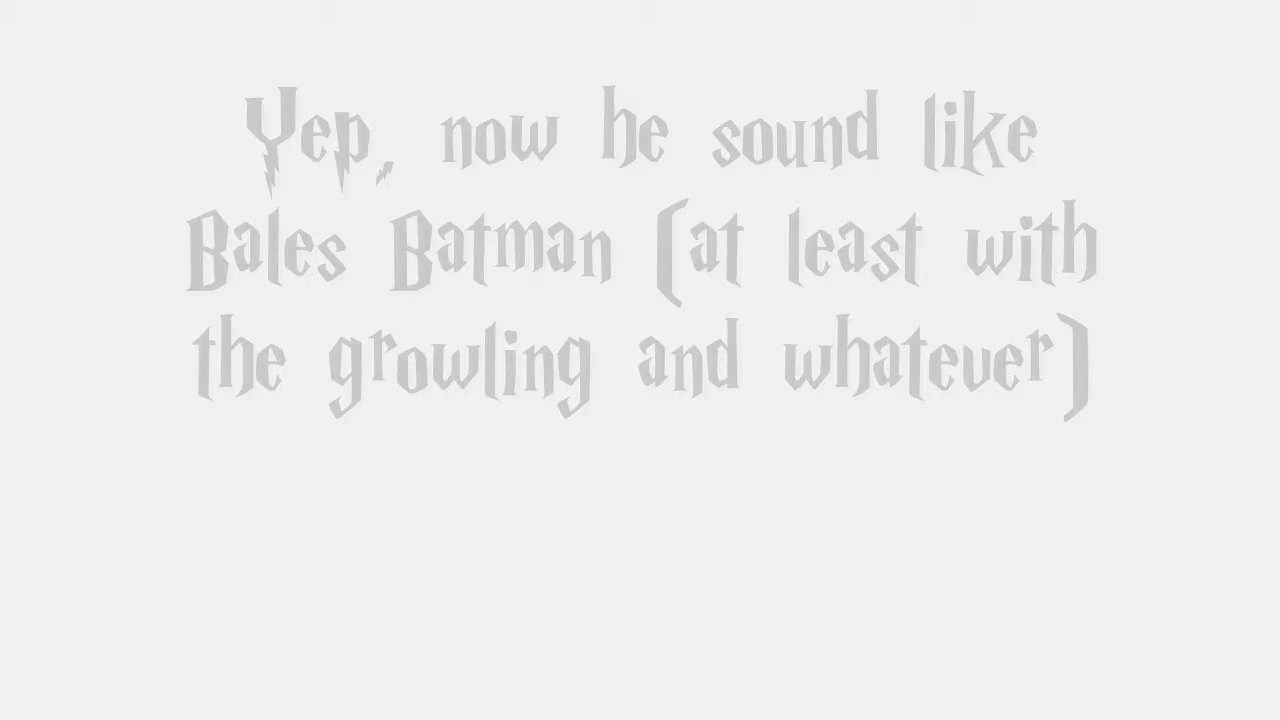 Yep, now he sound like
Bales Batman (at least with
the growling and whatever)